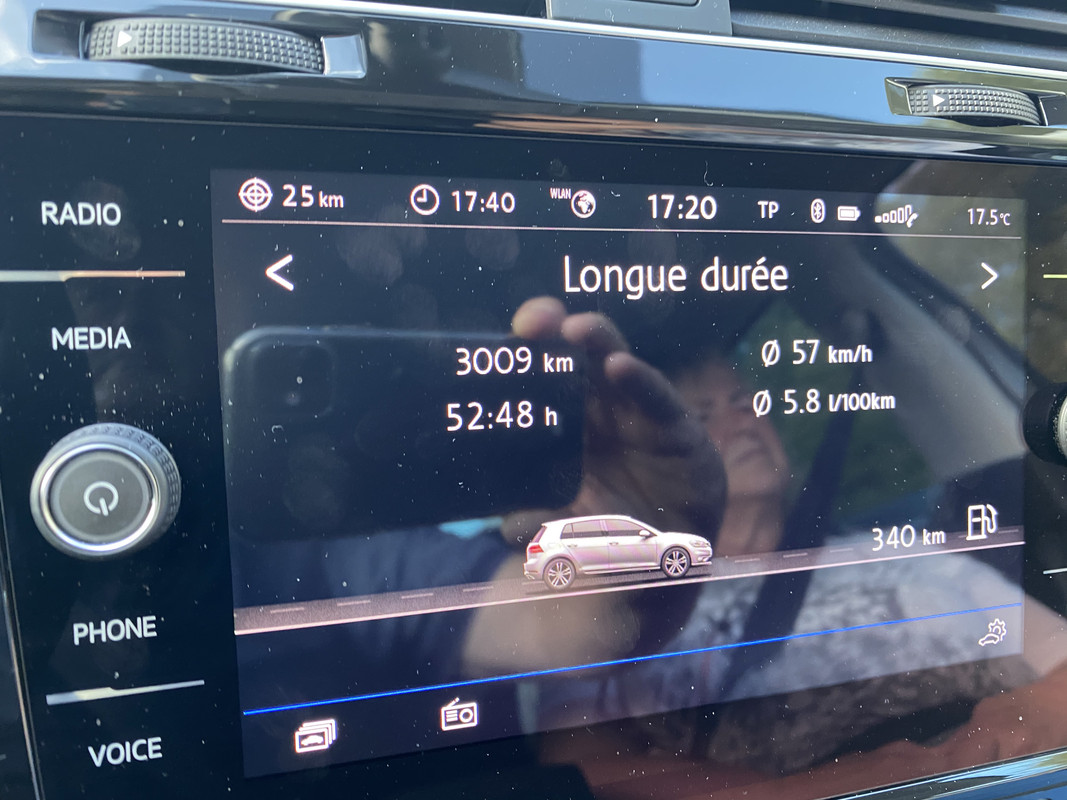 RADIO
MEDIA
PHONE
VOICE
25 km 17:40 WLAN 17:20 TP 17.5°C
< Longue durée >
3009 km Ø 57 km/h
52:48 h Ø 5.8 l/100km
340 km